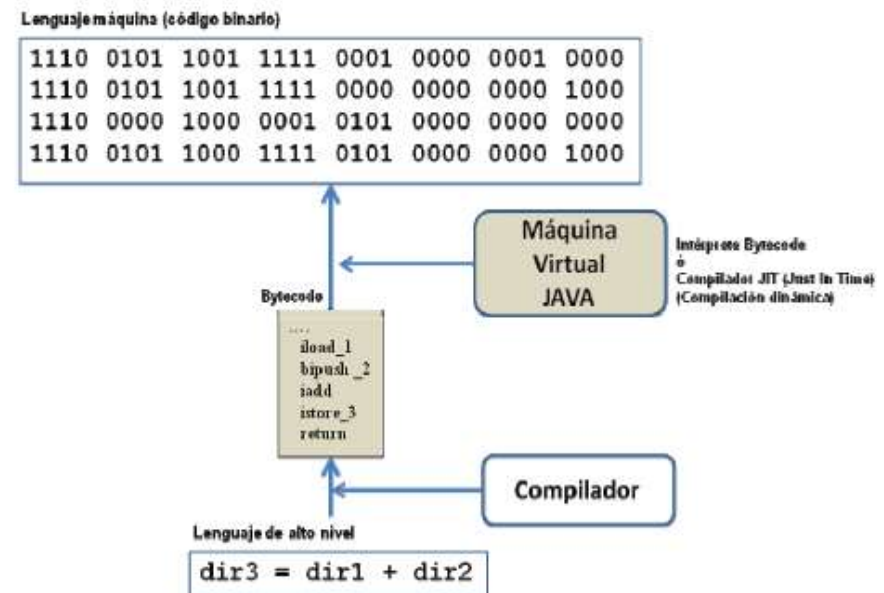 Lenguaje máquina (código binario)
1110 0101 1001 1111 0001 0000 0001 0000
1110 0101 1001 1111 0000 0000 0000 1000
1110 0000 1000 0001 0101 0000 0000 0000
1110 0101 1000 1111 0101 0000 0000 1000
Máquina
Virtual
JAVA
Intérprete Bytecode
ó
Compilador JIT (Just In Time)
(Compilación dinámica)
Bytecode
....
iload_1
bipush _2
iadd
istore_3
return
Compilador
Lenguaje de alto nivel
dir3 = dir1 + dir2